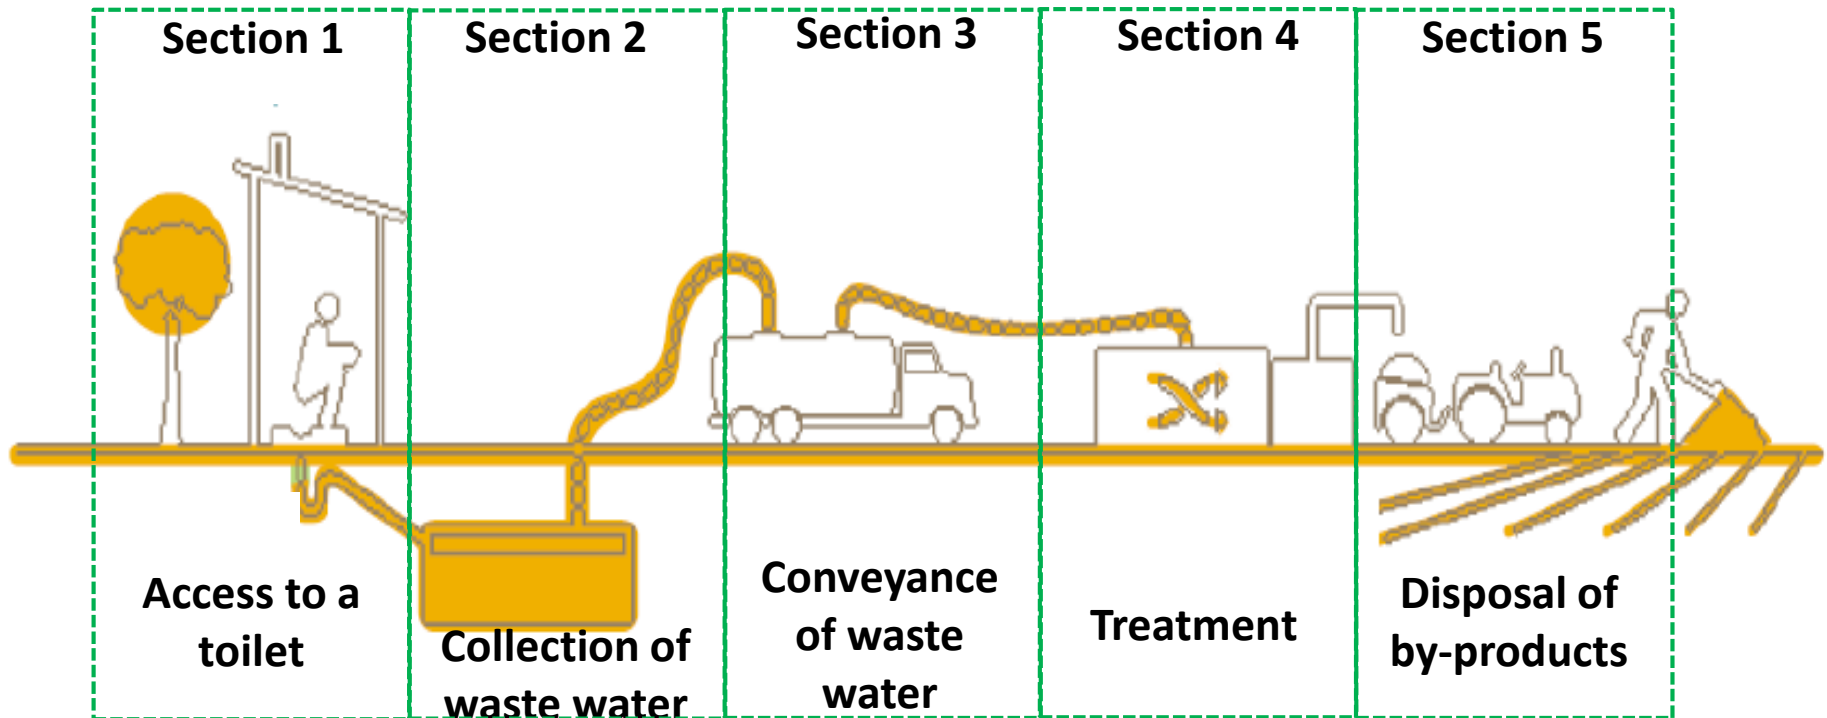 Section 1
Section 2
Section 3
Section 4
Section 5
Access to a
toilet
Collection of
waste water
Conveyance
of waste
water
Treatment
Disposal of
by-products